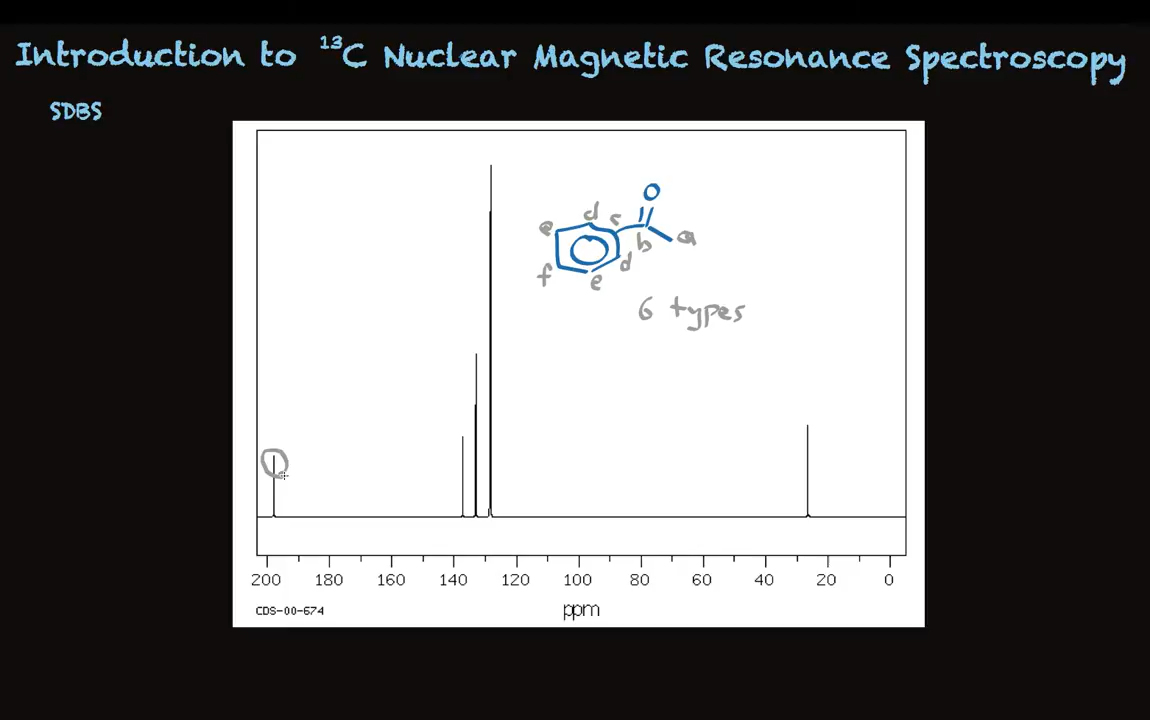 Introduction to ¹³C Nuclear Magnetic Resonance Spectroscopy
SDBS
O
d
c
e
b
a
d
f
e
6 types
200 180 160 140 120 100 80 60 40 20 0
CDS-00-674
ppm